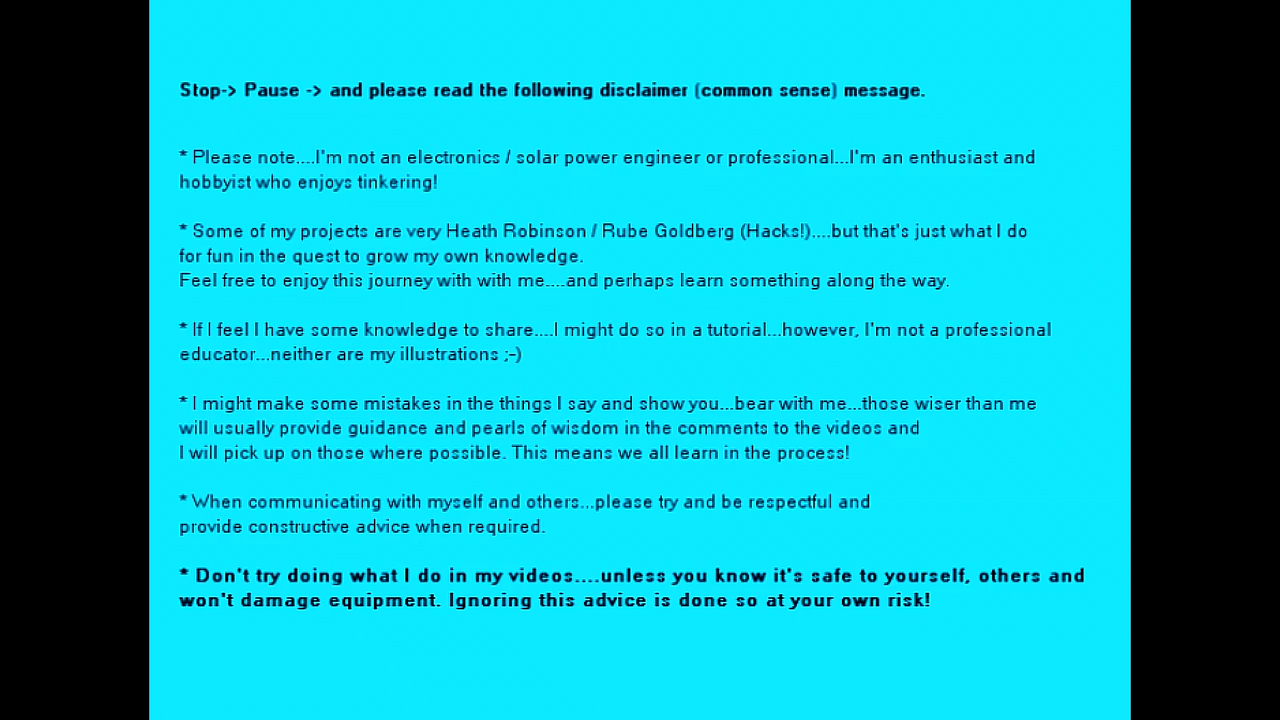 Stop-> Pause -> and please read the following disclaimer (common sense) message.
* Please note....I'm not an electronics / solar power engineer or professional...I'm an enthusiast and
hobbyist who enjoys tinkering!
* Some of my projects are very Heath Robinson / Rube Goldberg (Hacks!)....but that's just what I do
for fun in the quest to grow my own knowledge.
Feel free to enjoy this journey with with me....and perhaps learn something along the way.
* If I feel I have some knowledge to share....I might do so in a tutorial...however, I'm not a professional
educator...neither are my illustrations ;-)
* I might make some mistakes in the things I say and show you...bear with me...those wiser than me
will usually provide guidance and pearls of wisdom in the comments to the videos and
I will pick up on those where possible. This means we all learn in the process!
* When communicating with myself and others...please try and be respectful and
provide constructive advice when required.
* Don't try doing what I do in my videos....unless you know it's safe to yourself, others and
won't damage equipment. Ignoring this advice is done so at your own risk!